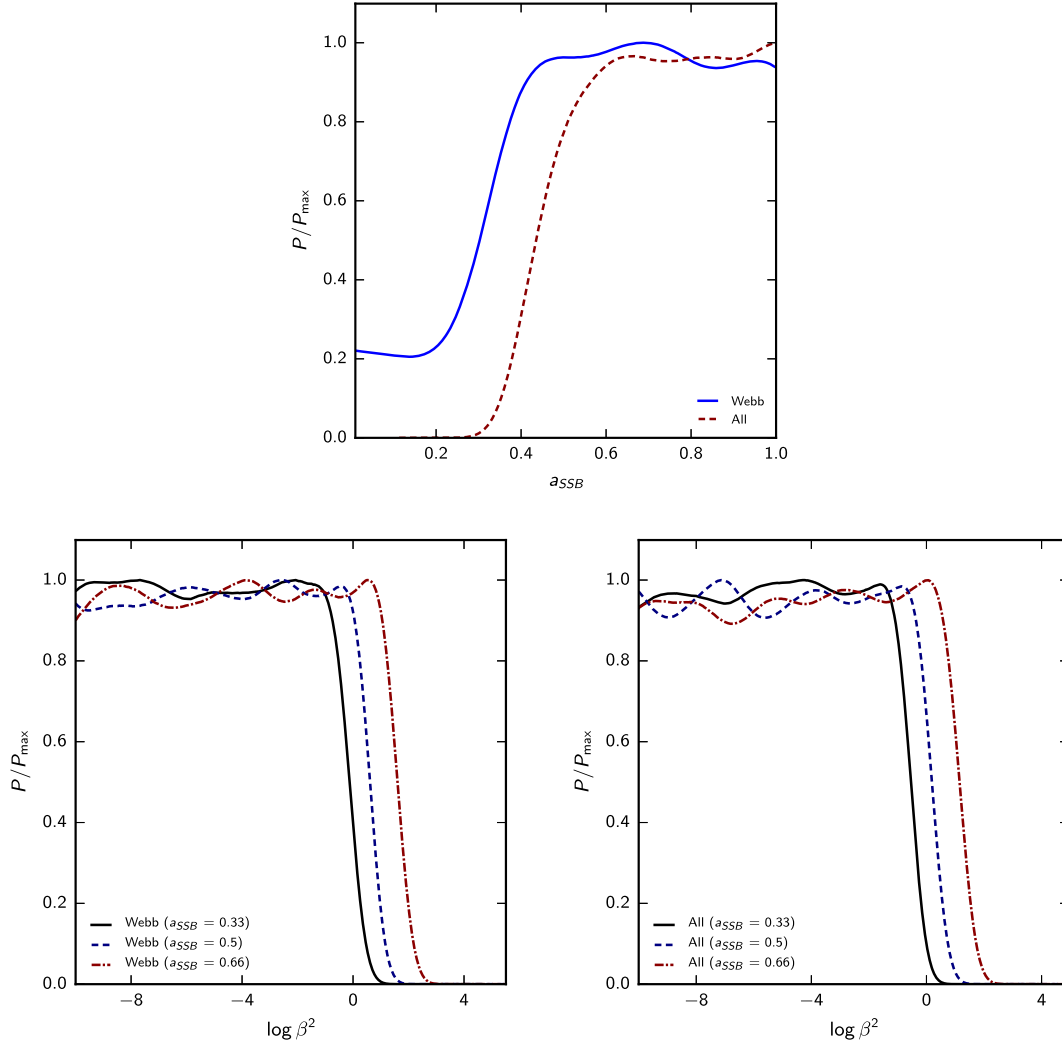 1.0
0.8
0.6
0.4
0.2
0.0
P/P_max
0.2 0.4 0.6 0.8 1.0
a_SSB
Webb
All
1.0
0.8
0.6
0.4
0.2
0.0
P/P_max
Webb (a_SSB = 0.33)
Webb (a_SSB = 0.5)
Webb (a_SSB = 0.66)
−8 −4 0 4
log β²
1.0
0.8
0.6
0.4
0.2
0.0
P/P_max
All (a_SSB = 0.33)
All (a_SSB = 0.5)
All (a_SSB = 0.66)
−8 −4 0 4
log β²